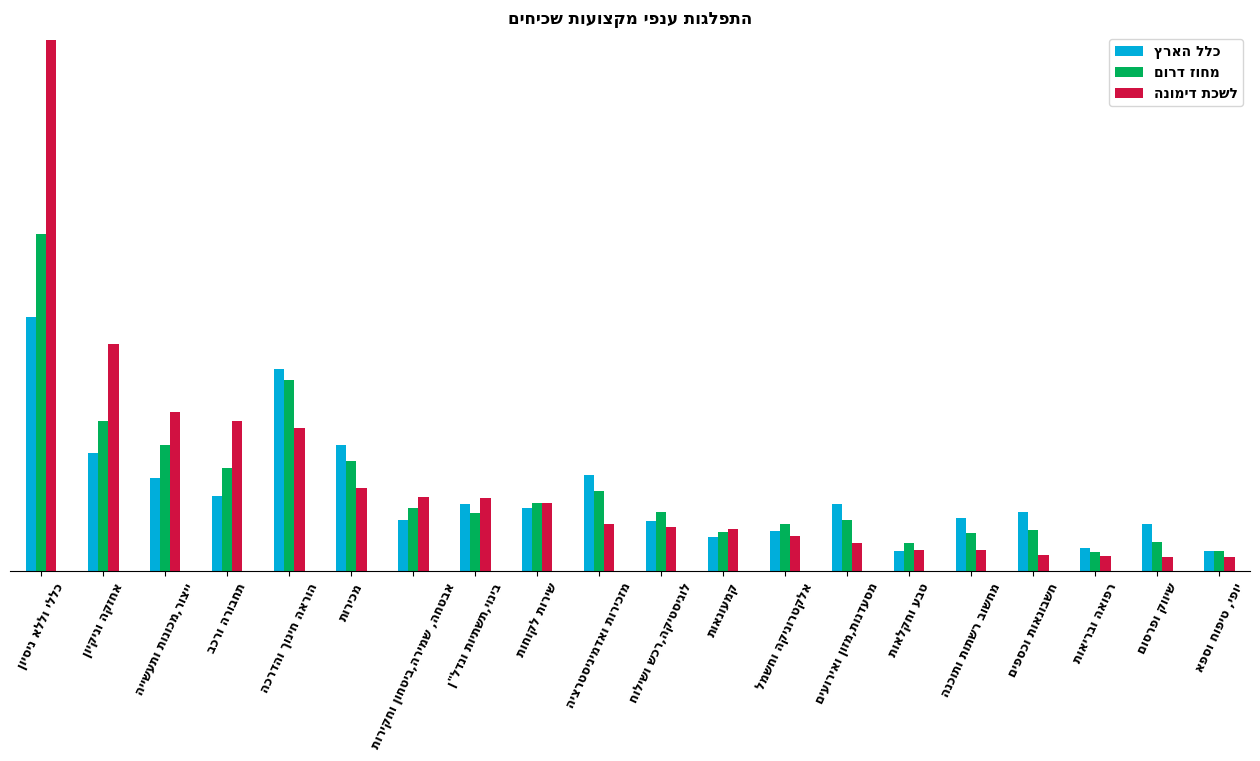 התפלגות ענפי מקצועות שכיחים
כלל הארץ
מחוז דרום
לשכת דימונה
כללי וללא ניסיון
אחזקה וניקיון
ייצור,מכונות ותעשייה
תחבורה ורכב
הוראה חינוך והדרכה
מכירות
אבטחה, שמירה,ביטחון וחקירות
בינוי,תשתיות ונדל"ן
שירות לקוחות
מזכירות ואדמיניסטרציה
לוגיסטיקה,רכש ושילוח
קמעונאות
אלקטרוניקה וחשמל
מסעדנות,מזון ואירועים
טבע וחקלאות
מחשוב רשתות ותוכנה
חשבונאות וכספים
רפואה ובריאות
שיווק ופרסום
יופי, טיפוח וספא